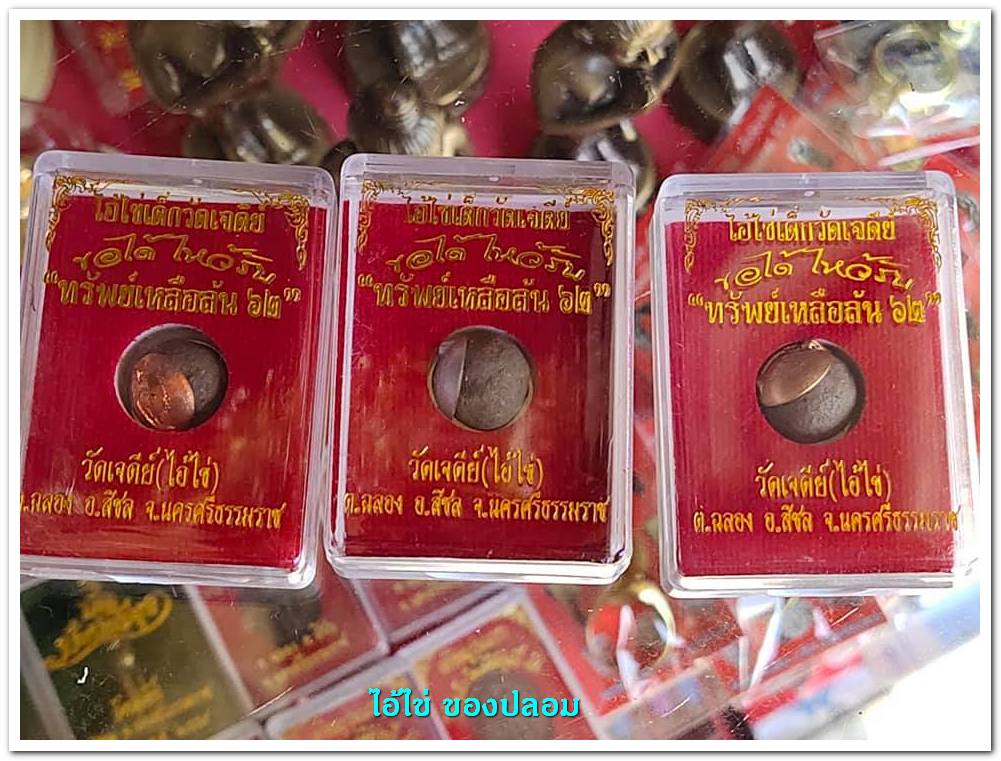 ไอ้ไข่เด็กวัดเจดีย์
ขอได้ ไหว้รับ
“ทรัพย์เหลือล้น ๖๒”
วัดเจดีย์(ไอ้ไข่)
ต.ฉลอง อ.สิชล จ.นครศรีธรรมราช
ไอ้ไข่เด็กวัดเจดีย์
ขอได้ ไหว้รับ
“ทรัพย์เหลือล้น ๖๒”
วัดเจดีย์(ไอ้ไข่)
ต.ฉลอง อ.สิชล จ.นครศรีธรรมราช
ไอ้ไข่เด็กวัดเจดีย์
ขอได้ ไหว้รับ
“ทรัพย์เหลือล้น ๖๒”
วัดเจดีย์(ไอ้ไข่)
ต.ฉลอง อ.สิชล จ.นครศรีธรรมราช
ไอ้ไข่ ของปลอม